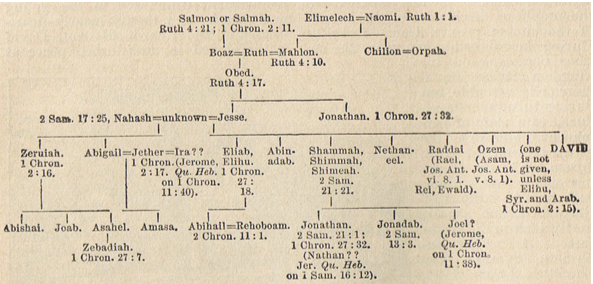 Salmon or Salmah. Elimelech=Naomi. Ruth 1:1.
Ruth 4:21; 1 Chron. 2:11.
Boaz=Ruth=Mahlon. Chilion=Orpah.
Ruth 4:10.
Obed.
Ruth 4:17.
2 Sam. 17:25, Nahash=unknown=Jesse. Jonathan. 1 Chron. 27:32.
Zeruiah.
1 Chron.
2:16.
Abigail=Jether=Ira??
1 Chron.(Jerome,
2:17. Qu. Heb.
on 1 Chron.
11:40).
Eliab,
Elihu.
1 Chron.
27:
18.
Abin-
adab.
Shammah,
Shimmah,
Shimeah.
2 Sam.
21:21.
Nethan-
eel.
Raddai
(Rael,
Jos. Ant.
vi. 8. 1.
Rei, Ewald).
Ozem
(Asam,
Jos. Ant.
v. 8. 1).
(one
is not
given,
unless
Elihu,
Syr. and Arab.
1 Chron. 2:15).
DAVID
Abishai. Joab. Asahel. Amasa. Abihail=Rehoboam.
2 Chron. 11:1.
Zebadiah.
1 Chron. 27:7.
Jonathan.
2 Sam. 21:1;
1 Chron. 27:32.
(Nathan??
Jer. Qu. Heb.
on 1 Sam. 16:12).
Jonadab.
2 Sam.
13:3.
Joel?
(Jerome,
Qu. Heb.
on 1 Chron.
11:38).